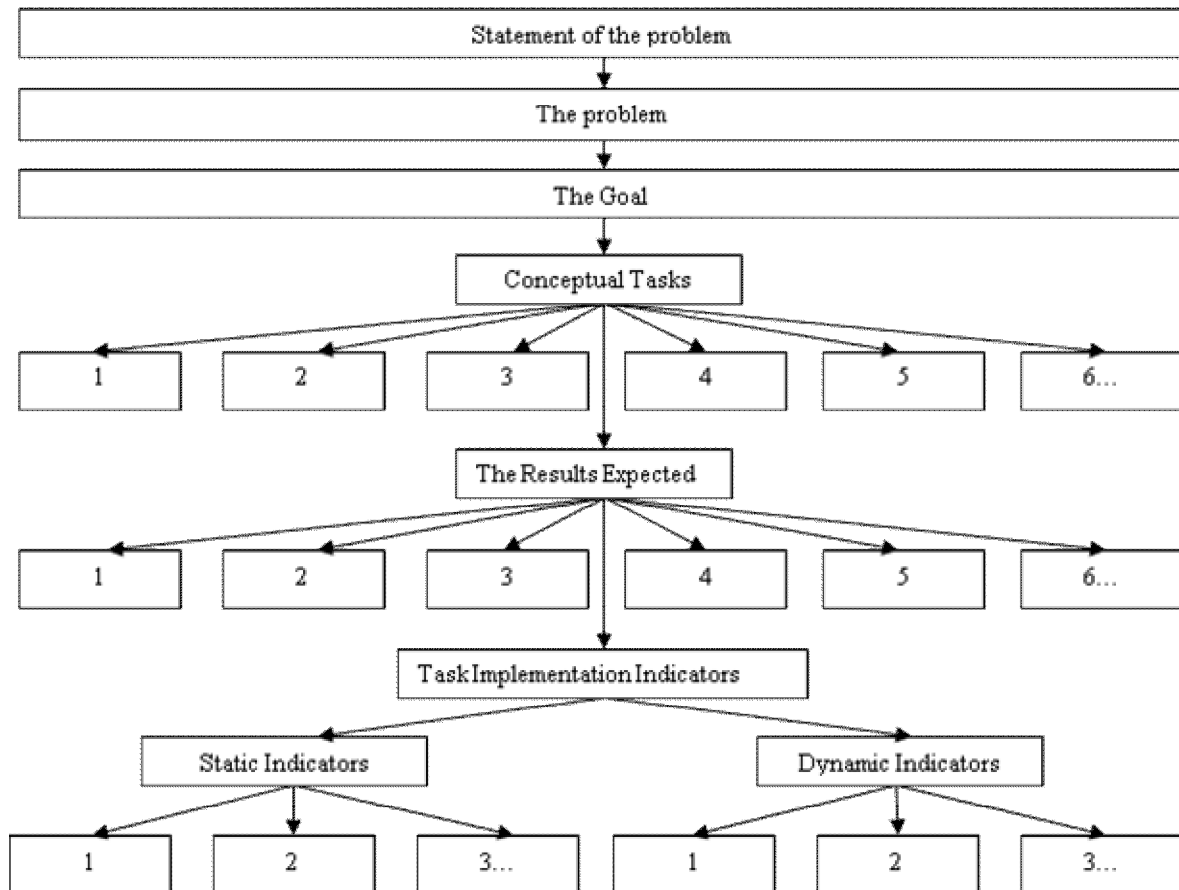 Statement of the problem
The problem
The Goal
Conceptual Tasks
1 2 3 4 5 6...
The Results Expected
1 2 3 4 5 6...
Task Implementation Indicators
Static Indicators Dynamic Indicators
1 2 3... 1 2 3...